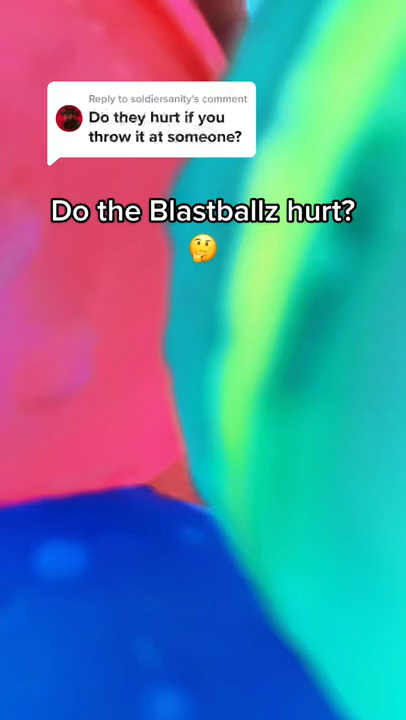 Reply to soldiersanity's comment
Do they hurt if you
throw it at someone?
Do the Blastballz hurt?
🤔